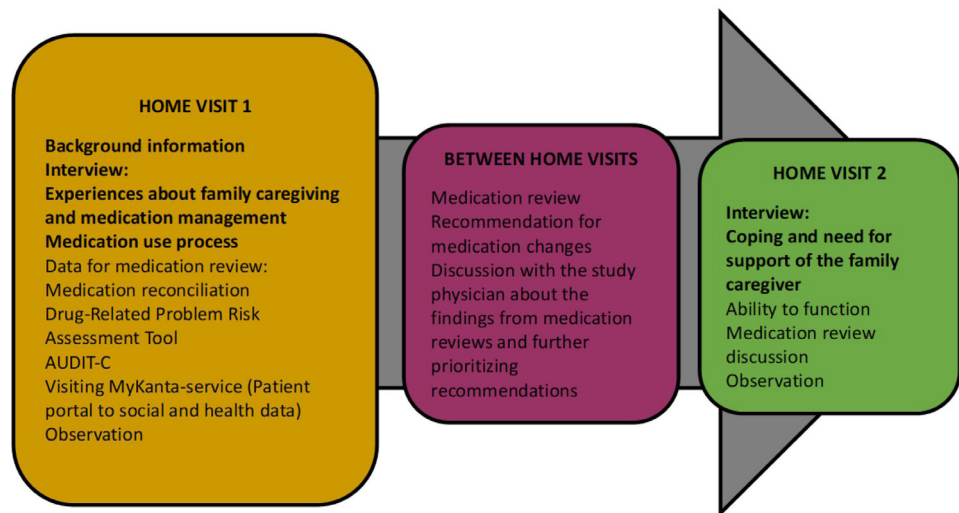 HOME VISIT 1
Background information
Interview:
Experiences about family caregiving
and medication management
Medication use process
Data for medication review:
Medication reconciliation
Drug-Related Problem Risk
Assessment Tool
AUDIT-C
Visiting MyKanta-service (Patient
portal to social and health data)
Observation
BETWEEN HOME VISITS
Medication review
Recommendation for
medication changes
Discussion with the study
physician about the
findings from medication
reviews and further
prioritizing
recommendations
HOME VISIT 2
Interview:
Coping and need for
support of the family
caregiver
Ability to function
Medication review
discussion
Observation